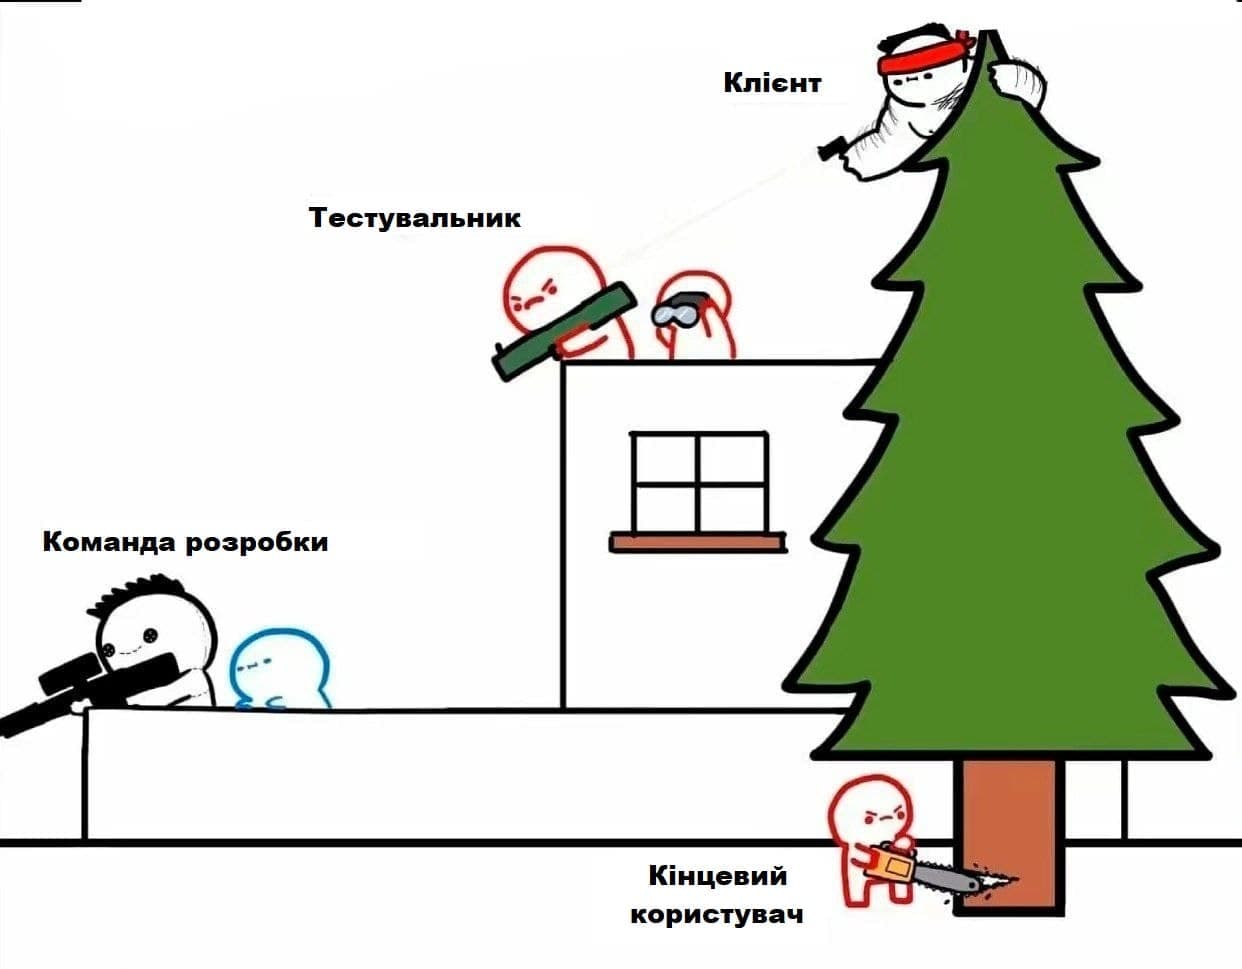 Клієнт
Тестувальник
Команда розробки
Кінцевий
користувач